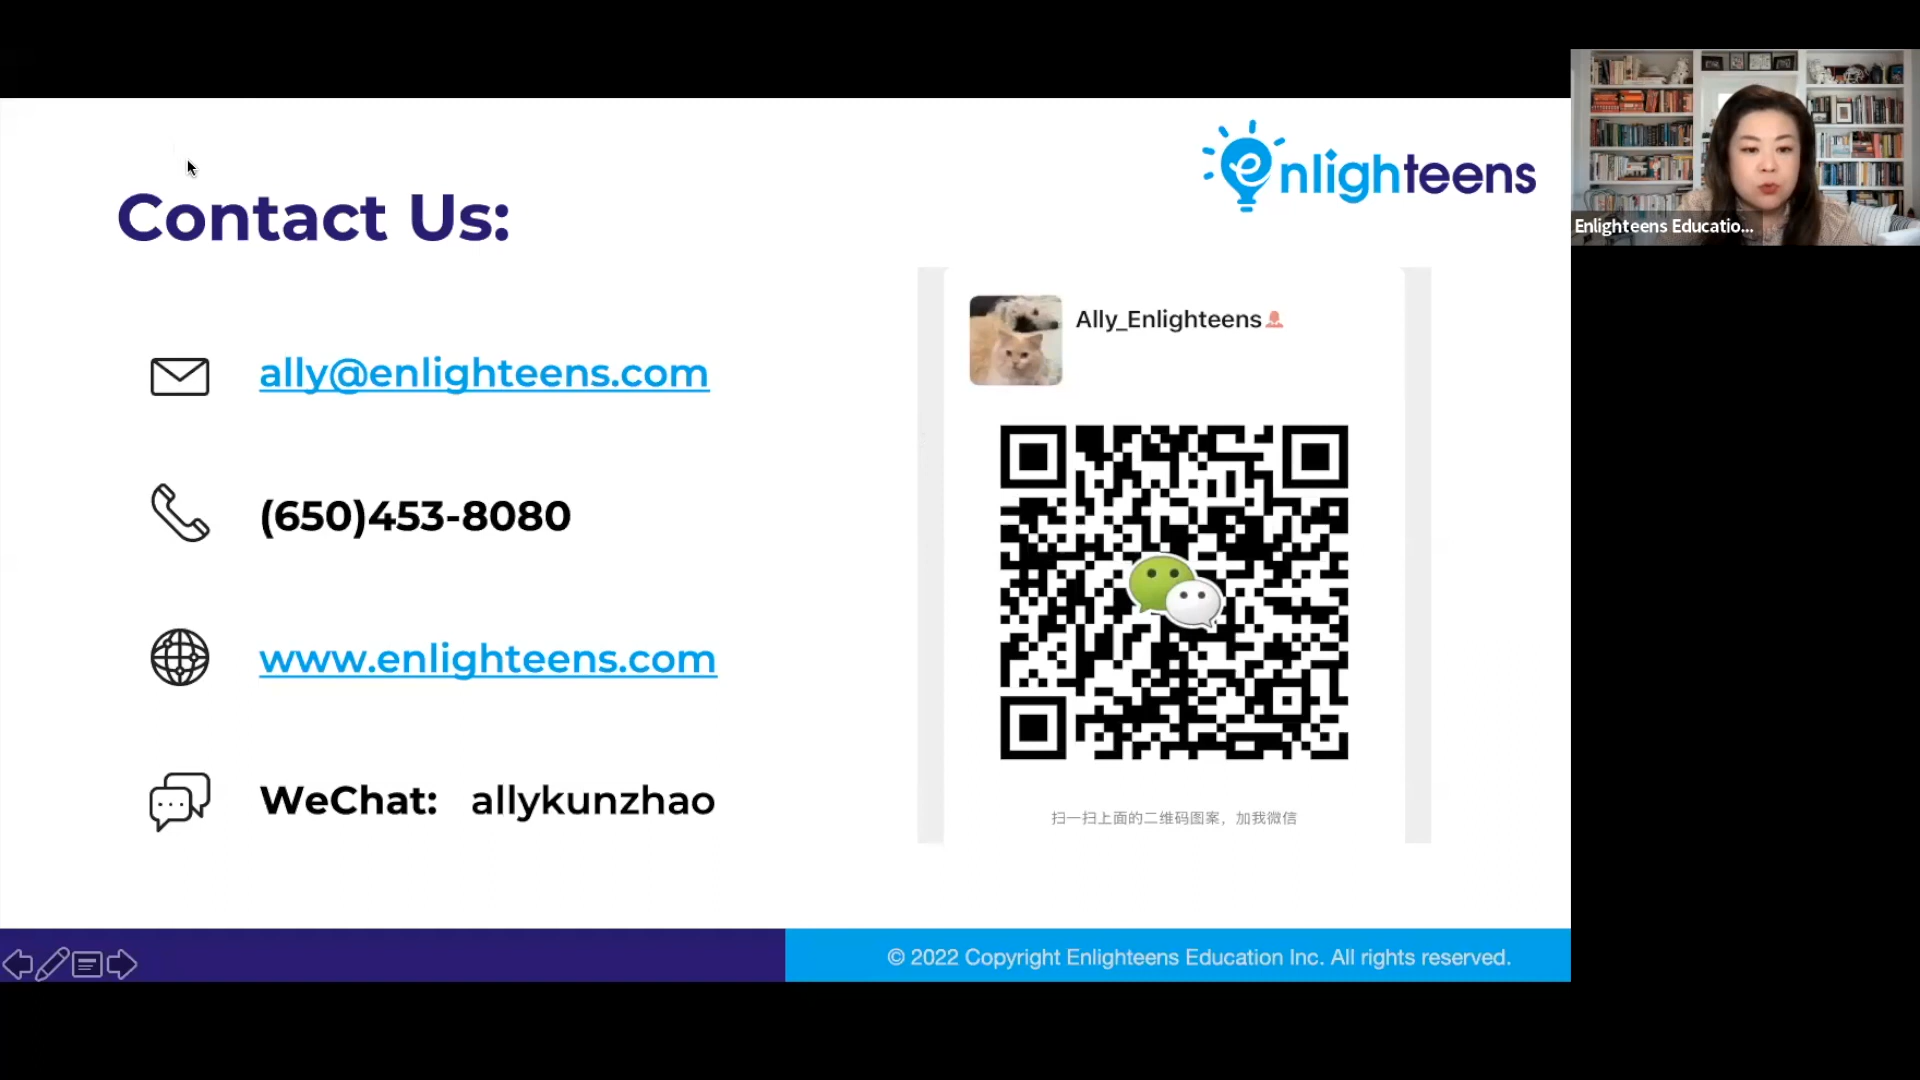 enlighteens
Contact Us:
ally@enlighteens.com
(650)453-8080
www.enlighteens.com
WeChat: allykunzhao
Ally_Enlighteens
扫一扫上面的二维码图案，加我微信
© 2022 Copyright Enlighteens Education Inc. All rights reserved.
Enlighteens Educatio...